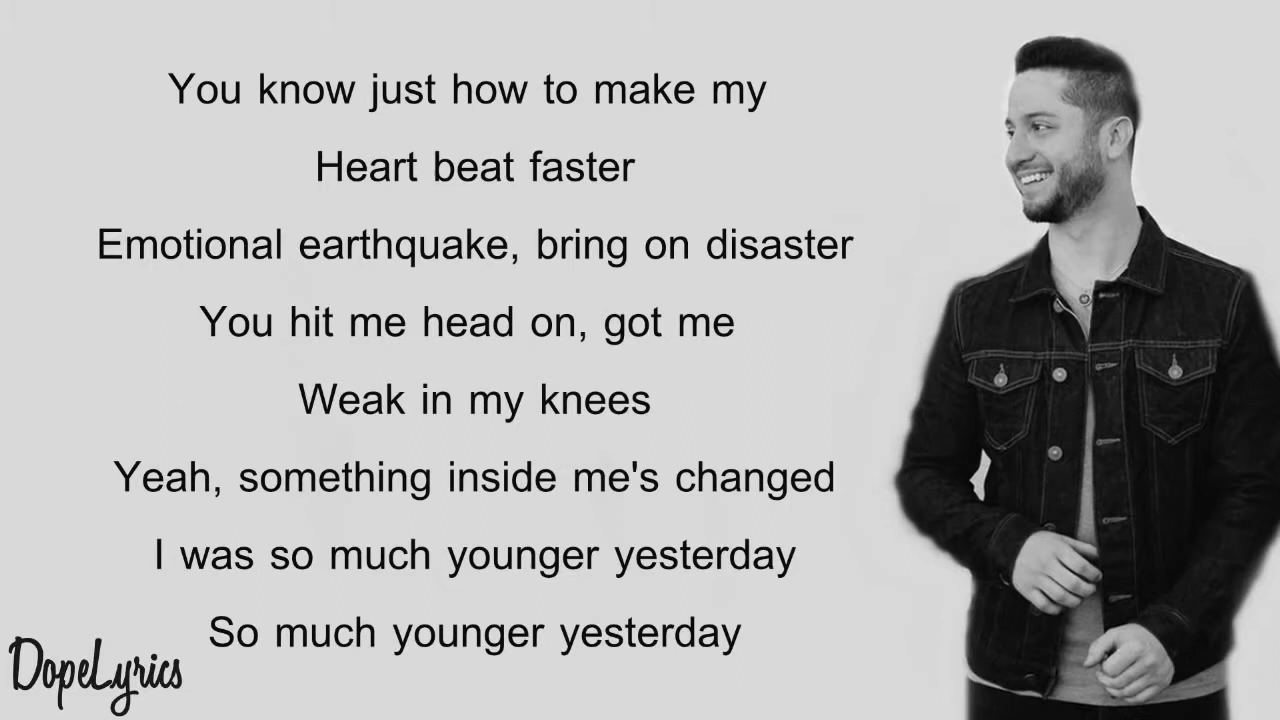 You know just how to make my
Heart beat faster
Emotional earthquake, bring on disaster
You hit me head on, got me
Weak in my knees
Yeah, something inside me's changed
I was so much younger yesterday
So much younger yesterday
DopeLyrics